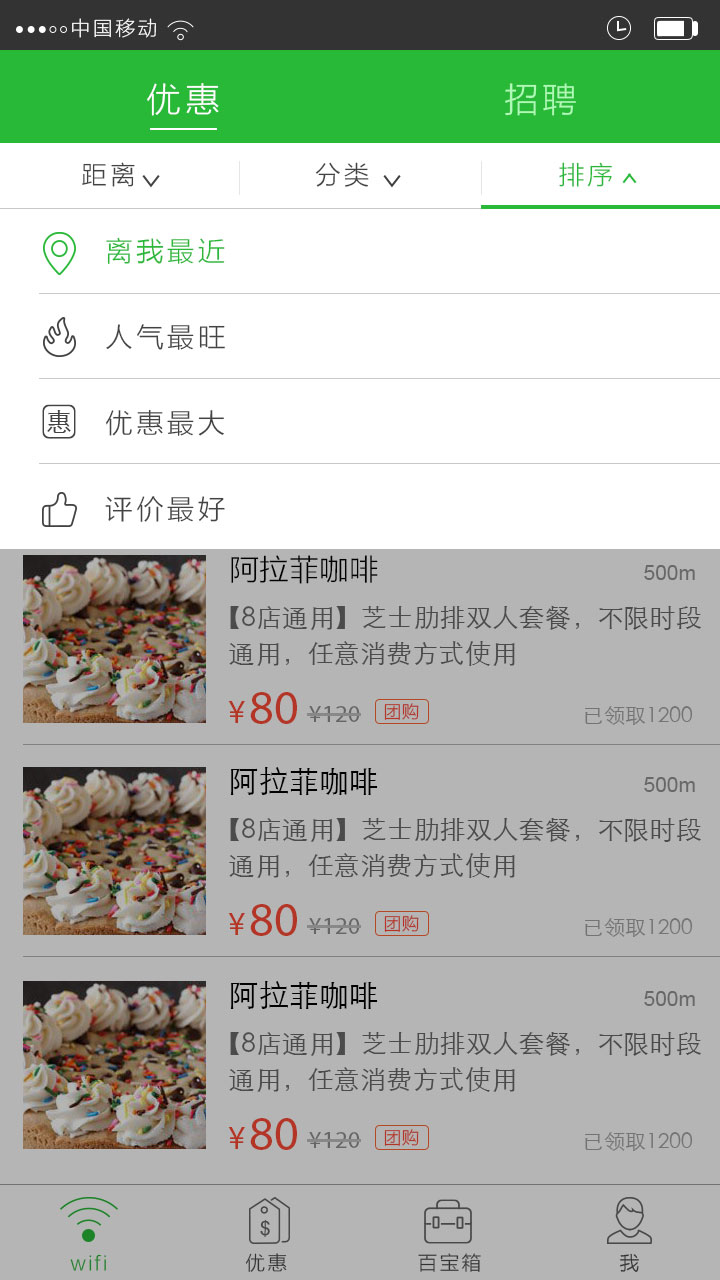 中国移动
优惠 招聘
距离 分类 排序
离我最近
人气最旺
惠 优惠最大
评价最好
阿拉菲咖啡 500m
【8店通用】芝士肋排双人套餐，不限时段
通用，任意消费方式使用
¥80 ¥120 团购 已领取1200
阿拉菲咖啡 500m
【8店通用】芝士肋排双人套餐，不限时段
通用，任意消费方式使用
¥80 ¥120 团购 已领取1200
阿拉菲咖啡 500m
【8店通用】芝士肋排双人套餐，不限时段
通用，任意消费方式使用
¥80 ¥120 团购 已领取1200
$
wifi 优惠 百宝箱 我